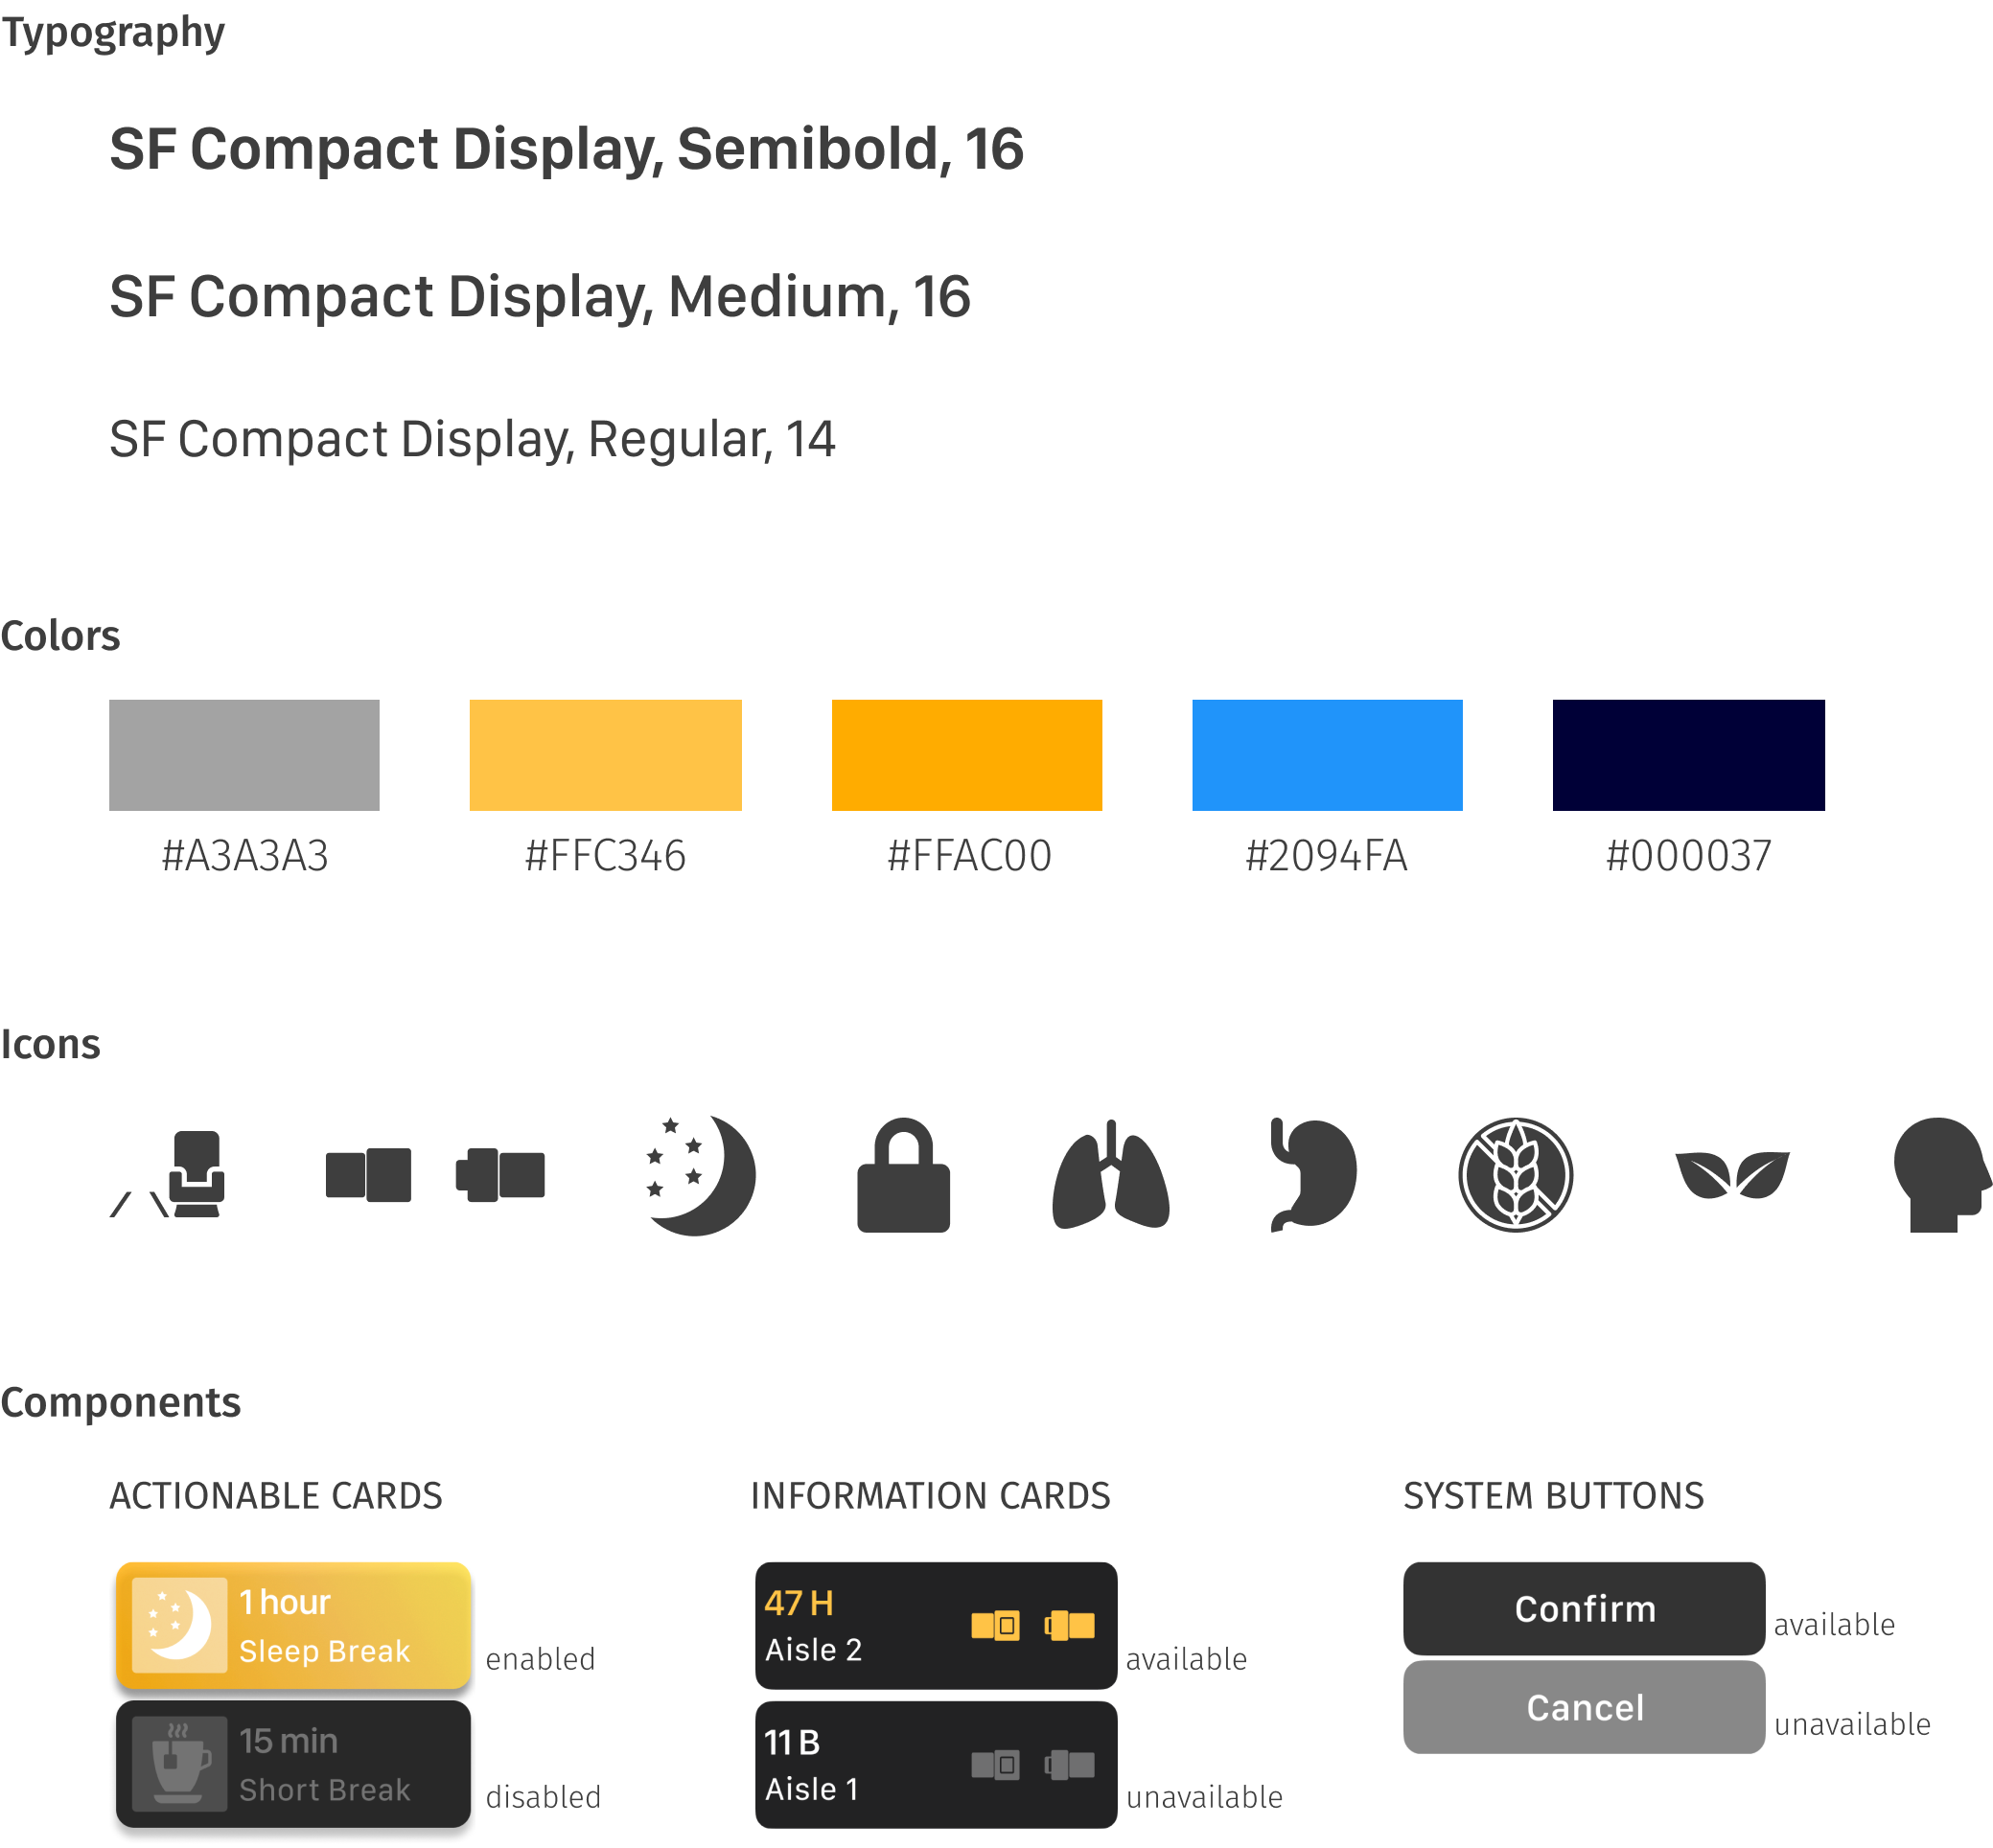 Typography
SF Compact Display, Semibold, 16
SF Compact Display, Medium, 16
SF Compact Display, Regular, 14
Colors
#A3A3A3
#FFC346
#FFAC00
#2094FA
#000037
Icons
Components
ACTIONABLE CARDS
1 hour
Sleep Break
enabled
15 min
Short Break
disabled
INFORMATION CARDS
47 H
Aisle 2
available
11 B
Aisle 1
unavailable
SYSTEM BUTTONS
Confirm
available
Cancel
unavailable